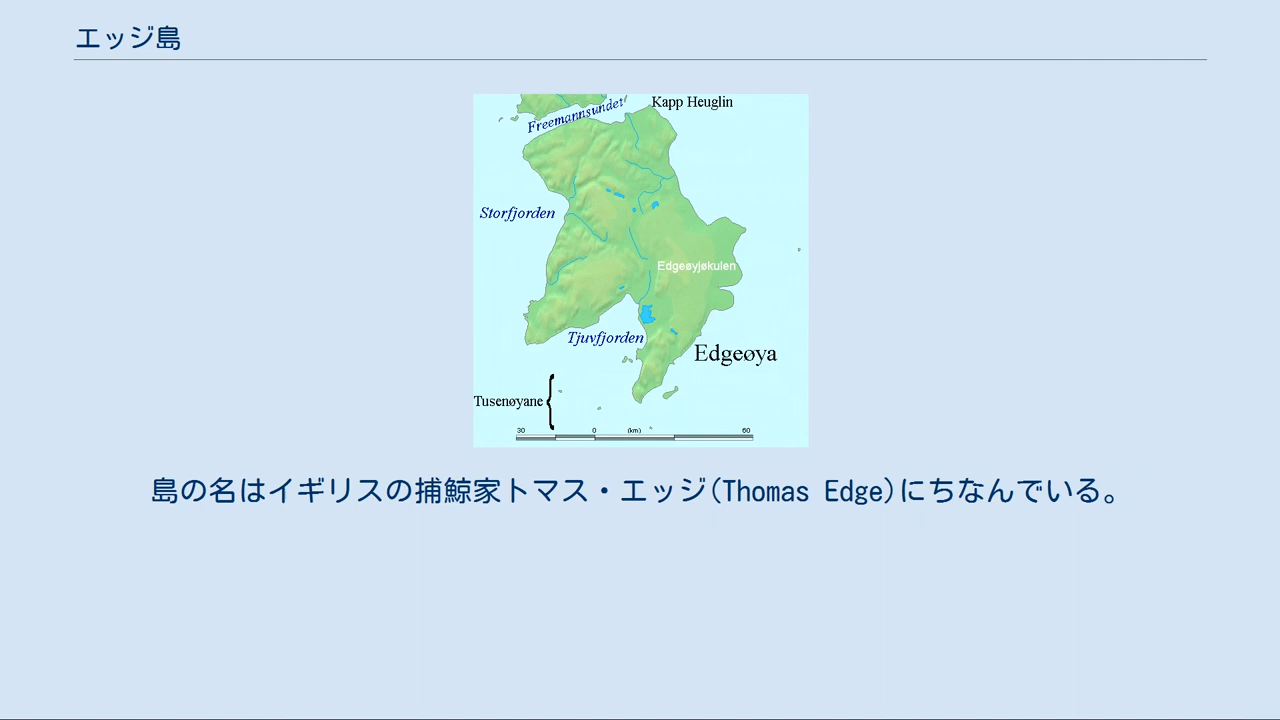 エッジ島
Kapp Heuglin
Freemannsundet
Storfjorden
Edgeøyjøkulen
Tjuvfjorden
Edgeøya
Tusenøyane
30 0 (km) 60
島の名はイギリスの捕鯨家トマス・エッジ(Thomas Edge)にちなんでいる。